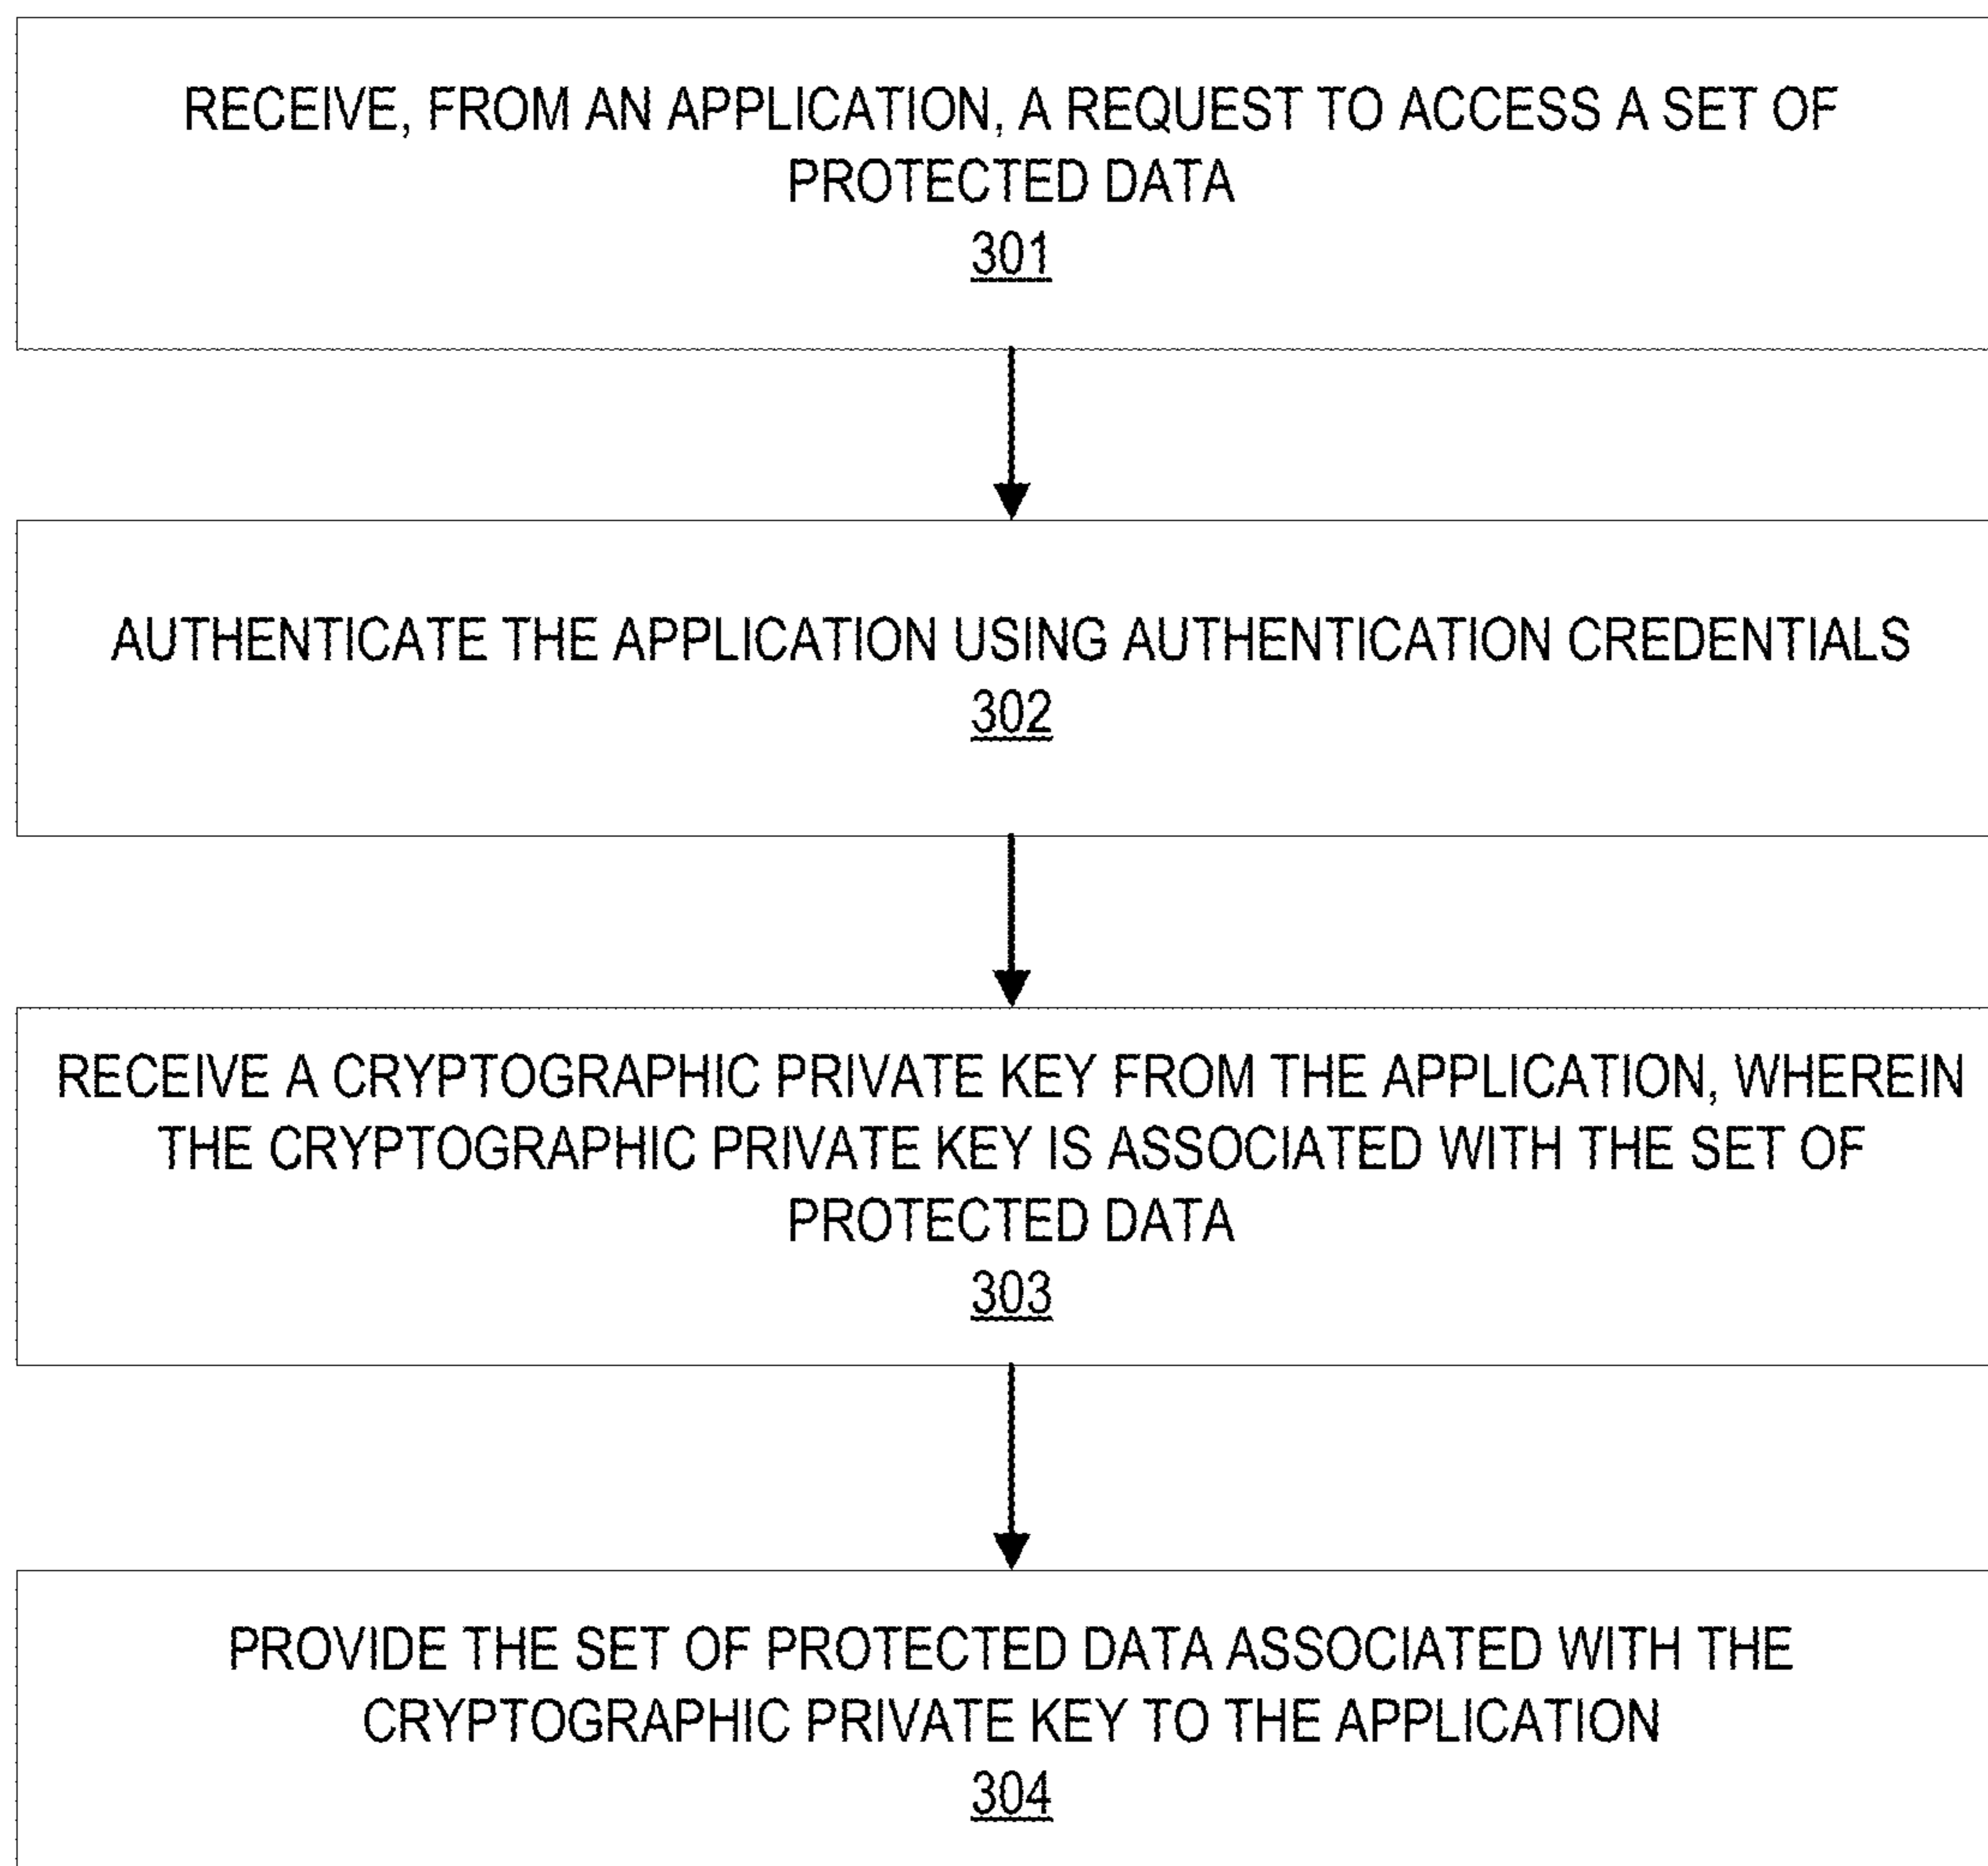 RECEIVE, FROM AN APPLICATION, A REQUEST TO ACCESS A SET OF
PROTECTED DATA
301
AUTHENTICATE THE APPLICATION USING AUTHENTICATION CREDENTIALS
302
RECEIVE A CRYPTOGRAPHIC PRIVATE KEY FROM THE APPLICATION, WHEREIN
THE CRYPTOGRAPHIC PRIVATE KEY IS ASSOCIATED WITH THE SET OF
PROTECTED DATA
303
PROVIDE THE SET OF PROTECTED DATA ASSOCIATED WITH THE
CRYPTOGRAPHIC PRIVATE KEY TO THE APPLICATION
304